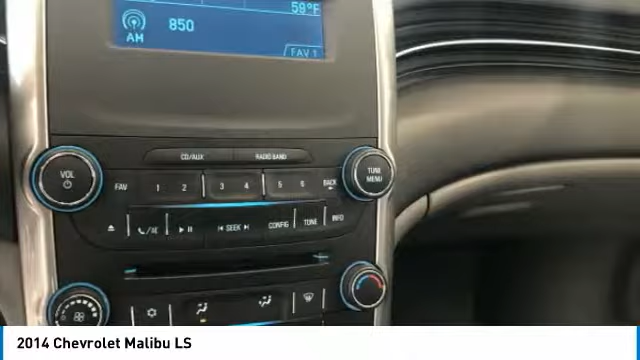 59°F
AM
850
FAV 1
CD/AUX
RADIO BAND
VOL
FAV
1
2
3
4
5
6
BACK
TUNE
MENU
SEEK
CONFIG
TONE
INFO
2014 Chevrolet Malibu LS